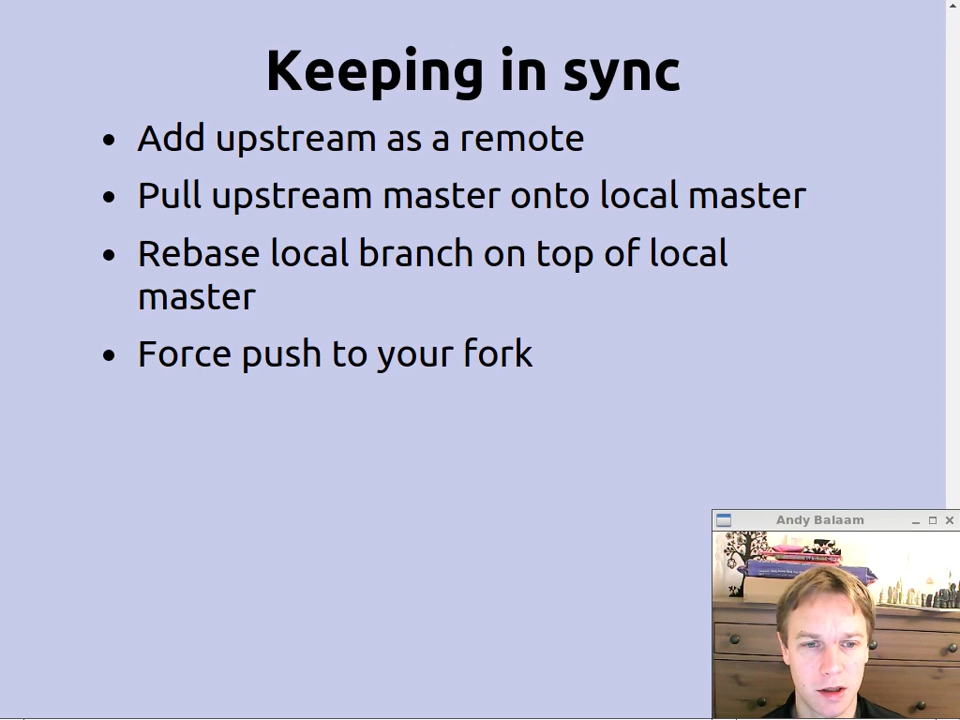 Keeping in sync
• Add upstream as a remote
• Pull upstream master onto local master
• Rebase local branch on top of local
master
• Force push to your fork
Andy Balaam